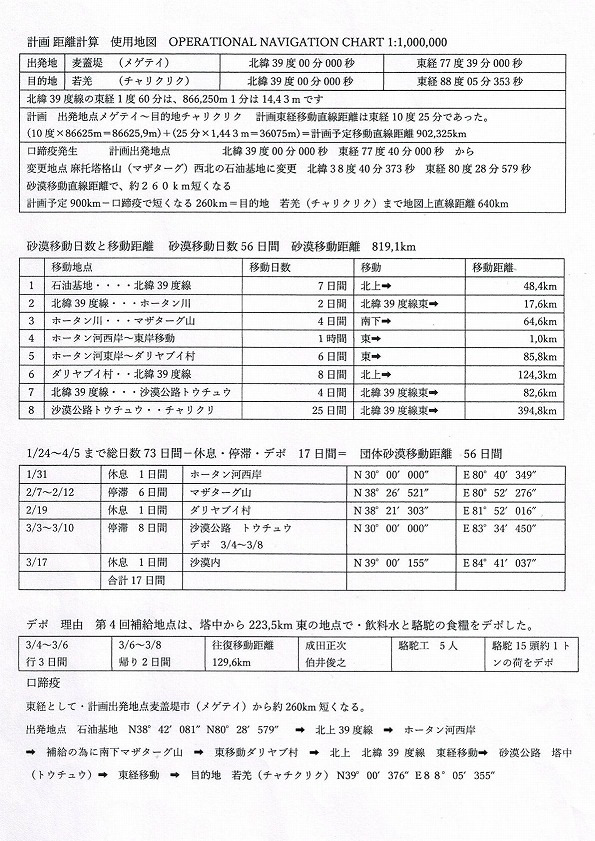 計画 距離計算　使用地図　OPERATIONAL NAVIGATION CHART 1:1,000,000
出発地　麦蓋堤　（メゲテイ）　北緯 39 度 00 分 000 秒　東経 77 度 39 分 000 秒
目的地　若羌　（チャリクリク）　北緯 39 度 00 分 000 秒　東経 88 度 05 分 353 秒
北緯 39 度線の東経 1 度 60 分は、866,250m 1 分は 14,43ｍです
計画　出発地点メゲテイ～目的地チャリクリク　計画東経移動直線距離は東経 10 度 25 分であった。
(10 度×86625m=86625,9m)+(25 分×1,443ｍ=36075m)=計画予定移動直線距離 902,325km
口蹄疫発生　計画出発地点　北緯 39 度 00 分 000 秒　東経 77 度 40 分 000 秒　から
変更地点 麻托塔格山（マザターグ）西北の石油基地に変更　北緯 38 度 40 分 373 秒　東経 80 度 28 分 579 秒
砂漠移動直線距離で、約２６０ｋｍ短くなる
計画予定 900km－口蹄疫で短くなる 260km＝目的地　若羌（チャリクリク）まで地図上直線距離 640km
砂漠移動日数と移動距離　砂漠移動日数 56 日間　砂漠移動距離　819,1km
移動地点　移動日数　移動　移動距離
1　石油基地・・・・北緯 39 度線　7 日間　北上➡　48,4km
2　北緯 39 度線・・・ホータン川　2 日間　北緯 39 度線東➡　17,6km
3　ホータン川・・・マザターグ山　4 日間　南下➡　64,6km
4　ホータン河西岸～東岸移動　1 時間　東➡　1,0km
5　ホータン河東岸～ダリヤブイ村　6 日間　東➡　85,8km
6　ダリヤブイ村・・北緯 39 度線　8 日間　北上➡　124,3km
7　北緯 39 度線・・・沙漠公路トウチュウ　4 日間　北緯 39 度線東➡　82,6km
8　沙漠公路トウチュウ・・チャリクリ　25 日間　北緯 39 度線東➡　394,8km
1/24～4/5 まで総日数 73 日間－休息・停滞・デポ　17 日間＝　団体砂漠移動距離　56 日間
1/31　休息　1 日間　ホータン河西岸　N 30° 00′ 000″　E 80° 40′ 349″
2/7～2/12　停滞　6 日間　マザターグ山　N 38° 26′ 521″　E 80° 52′ 276″
2/19　休息　1 日間　ダリヤブイ村　N 38° 21′ 303″　E 81° 52′ 016″
3/3～3/10　停滞　8 日間　沙漠公路　トウチュウ　N 30° 00′ 000″　E 83° 34′ 450″
デポ　3/4～3/8
3/17　休息　1 日間　沙漠内　N 39° 00′ 155″　E 84° 41′ 037″
合計 17 日間
デポ　理由　第 4 回補給地点は、塔中から 223,5km 東の地点で・飲料水と駱駝の食糧をデポした。
3/4～3/6　3/6～3/8　往復移動距離　成田正次　駱駝工　5 人　駱駝 15 頭約 1 ト
行 3 日間　帰り 2 日間　129,6km　伯井俊之　ンの荷をデポ
口蹄疫
東経として・計画出発地点麦蓋堤市（メゲテイ）から約 260km 短くなる。
出発地点　石油基地　N38° 42′ 081″ N80° 28′ 579″　➡　北上 39 度線　➡　ホータン河西岸
➡　補給の為に南下マザターグ山　➡　東移動ダリヤブ村　➡　北上　北緯 39 度線　東経移動➡　砂漠公路　塔中
（トウチュウ）➡　東経移動　➡　目的地　若羌（チャチクリク） N39° 00′ 376″ E８８° 05′ 355″